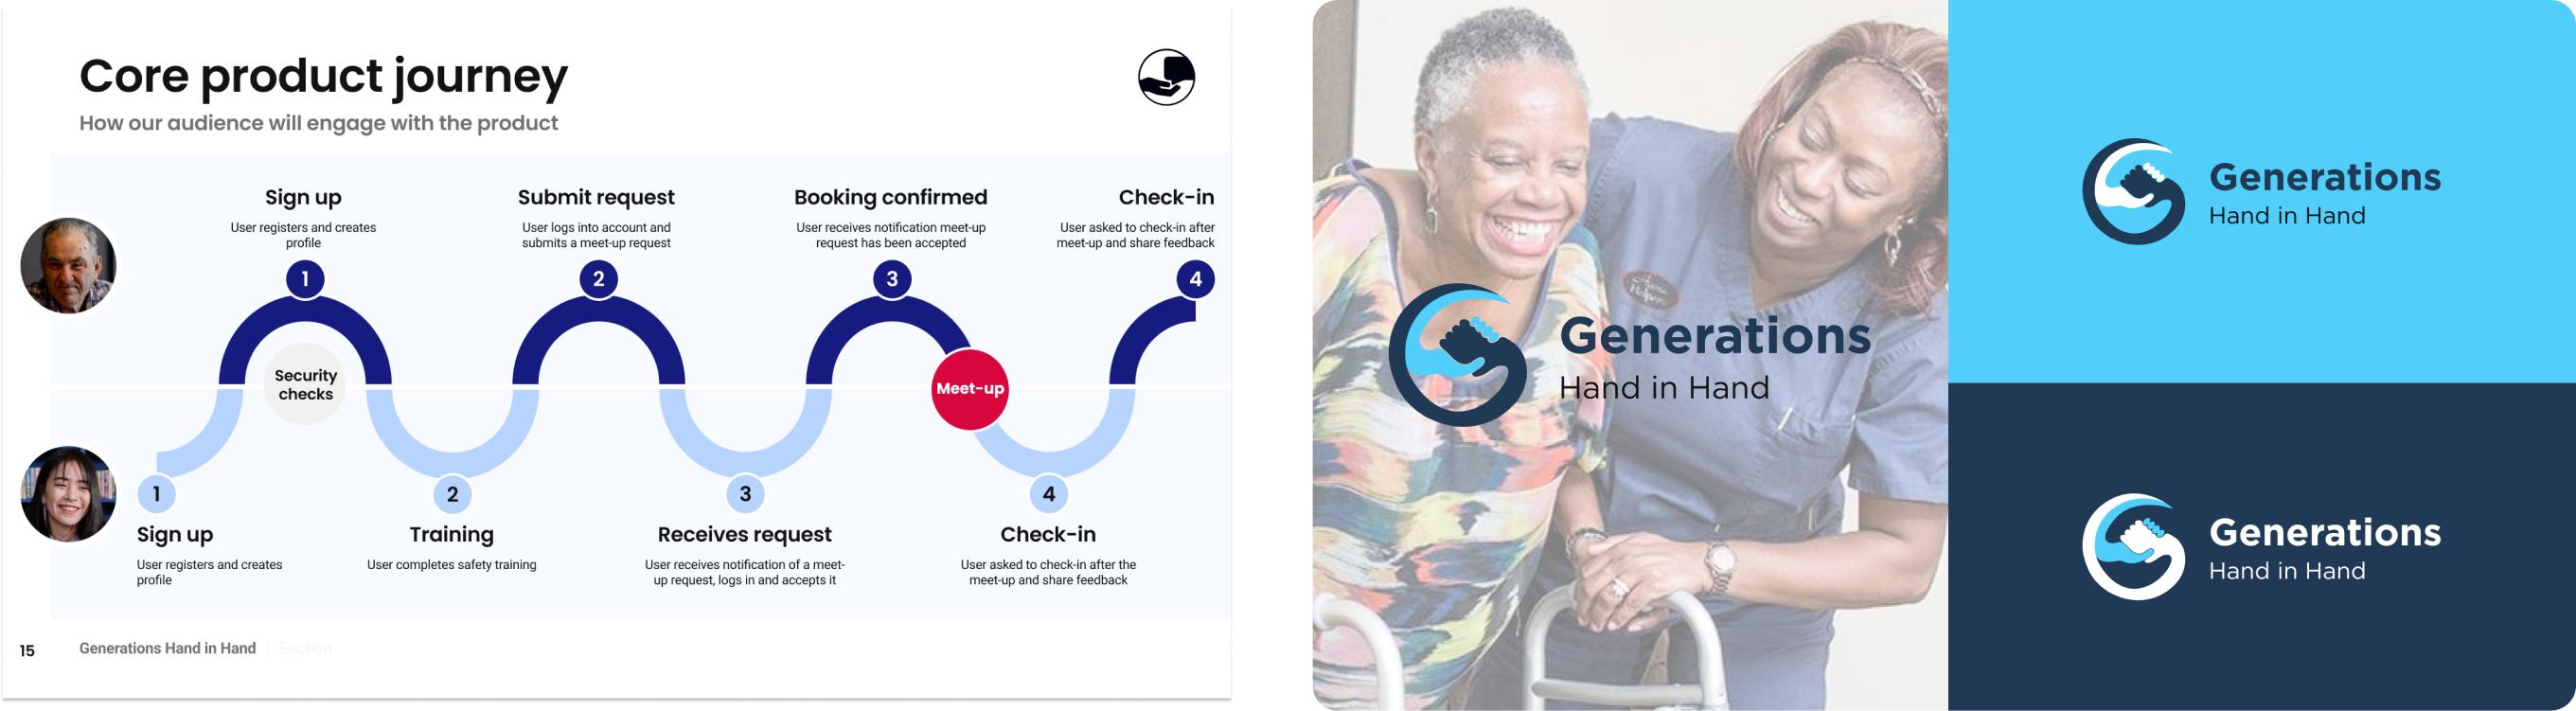 Core product journey
How our audience will engage with the product
Sign up
User registers and creates
profile
1
Submit request
User logs into account and
submits a meet-up request
2
Booking confirmed
User receives notification meet-up
request has been accepted
3
Check-in
User asked to check-in after
meet-up and share feedback
4
Security
checks
Meet-up
1
Sign up
User registers and creates
profile
2
Training
User completes safety training
3
Receives request
User receives notification of a meet-
up request, logs in and accepts it
4
Check-in
User asked to check-in after the
meet-up and share feedback
15
Generations Hand in Hand | Section
Generations
Hand in Hand
Generations
Hand in Hand
Generations
Hand in Hand